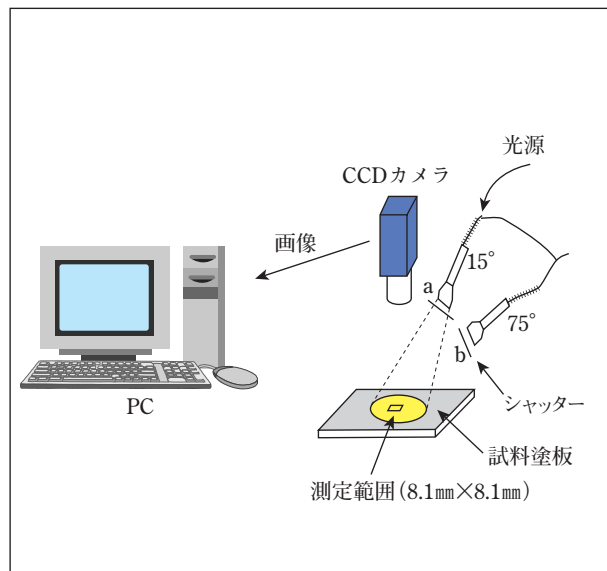 光源
CCDカメラ
画像
15°
a
75°
b
PC
シャッター
試料塗板
測定範囲(8.1㎜×8.1㎜)